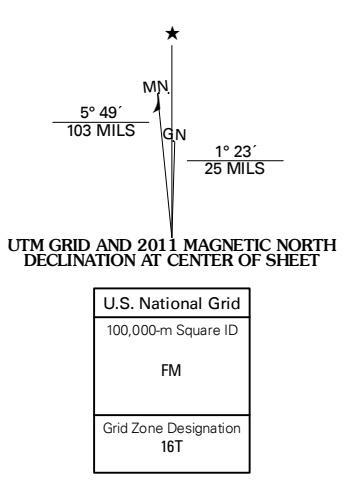 ★
MN.
5° 49´
103 MILS
GN
1° 23´
25 MILS
UTM GRID AND 2011 MAGNETIC NORTH
DECLINATION AT CENTER OF SHEET
U.S. National Grid
100,000-m Square ID
FM
Grid Zone Designation
16T